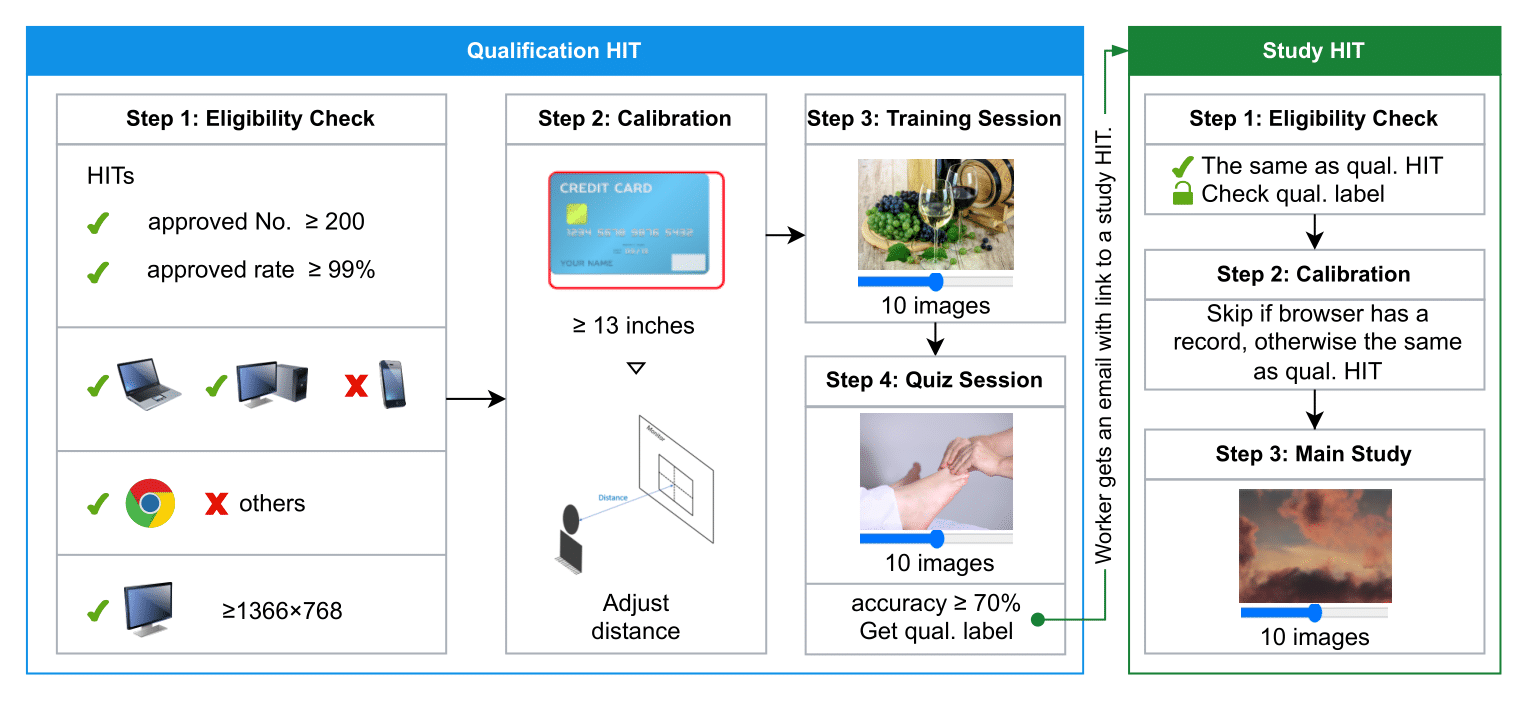 Qualification HIT
Step 1: Eligibility Check
HITs
approved No. ≥ 200
approved rate ≥ 99%
others
≥1366×768
Step 2: Calibration
CREDIT CARD
1234 5678 9876 5432
YOUR NAME
≥ 13 inches
Monitor
Distance
Adjust
distance
Step 3: Training Session
10 images
Step 4: Quiz Session
10 images
accuracy ≥ 70%
Get qual. label
Worker gets an email with link to a study HIT.
Study HIT
Step 1: Eligibility Check
The same as qual. HIT
Check qual. label
Step 2: Calibration
Skip if browser has a
record, otherwise the same
as qual. HIT
Step 3: Main Study
10 images